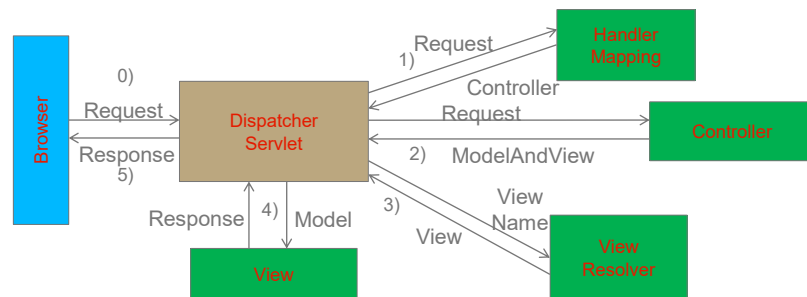 Browser
0)
Request
Response
5)
Dispatcher
Servlet
1)
Request
Controller
Handler
Mapping
Request
2)
ModelAndView
Controller
3)
View
Name
View
View
Resolver
Response
4)
Model
View